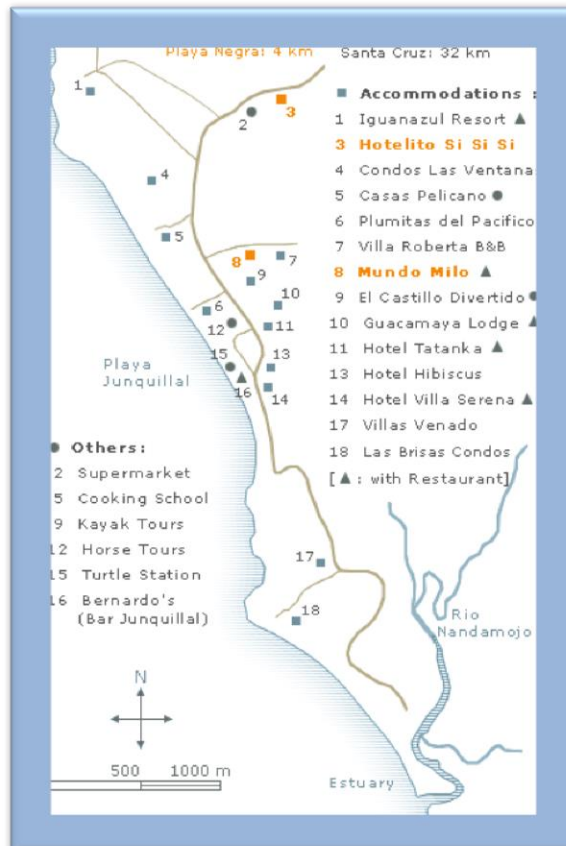 Playa Negra: 4 km
Santa Cruz: 32 km
Accommodations :
1 Iguanazul Resort ▲
3 Hotelito Si Si Si
4 Condos Las Ventana
5 Casas Pelicano ●
6 Plumitas del Pacifico
7 Villa Roberta B&B
8 Mundo Milo ▲
9 El Castillo Divertido ●
10 Guacamaya Lodge ▲
11 Hotel Tatanka ▲
13 Hotel Hibiscus
14 Hotel Villa Serena ▲
17 Villas Venado
18 Las Brisas Condos
[▲ : with Restaurant]
1
2
3
4
5
8
7
9
10
6
12
11
15
13
16
14
17
18
Playa
Junquillal
● Others:
2 Supermarket
5 Cooking School
9 Kayak Tours
12 Horse Tours
15 Turtle Station
16 Bernardo's
(Bar Junquillal)
Rio
Nandamojo
N
500 1000 m
Estuary